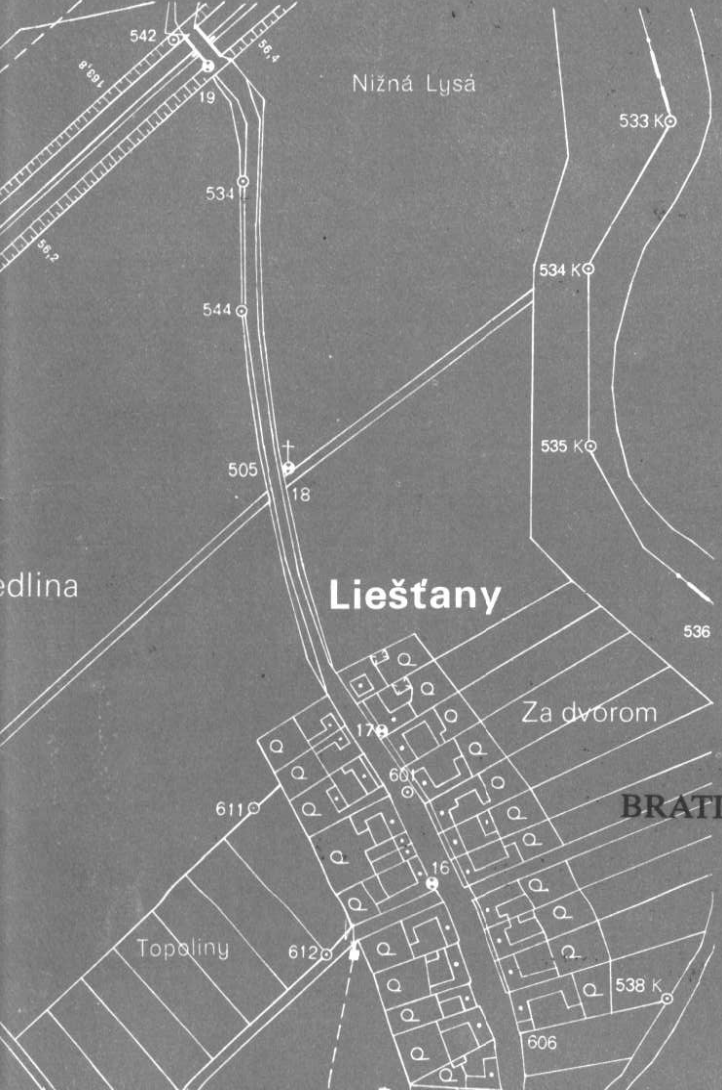 542
56,4
163,8
19
Nižná Lysá
533 K
534
56,2
534 K
544
535 K
505
18
edlina
Liešťany
536
17
Za dvorom
601
BRATI
611
16
Topoliny
612
538 K
606